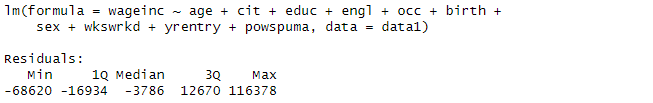 lm(formula = wageinc ~ age + cit + educ + engl + occ + birth +
    sex + wkswrkd + yrentry + powspuma, data = data1)
Residuals:
   Min     1Q Median     3Q    Max
-68620 -16934  -3786  12670 116378